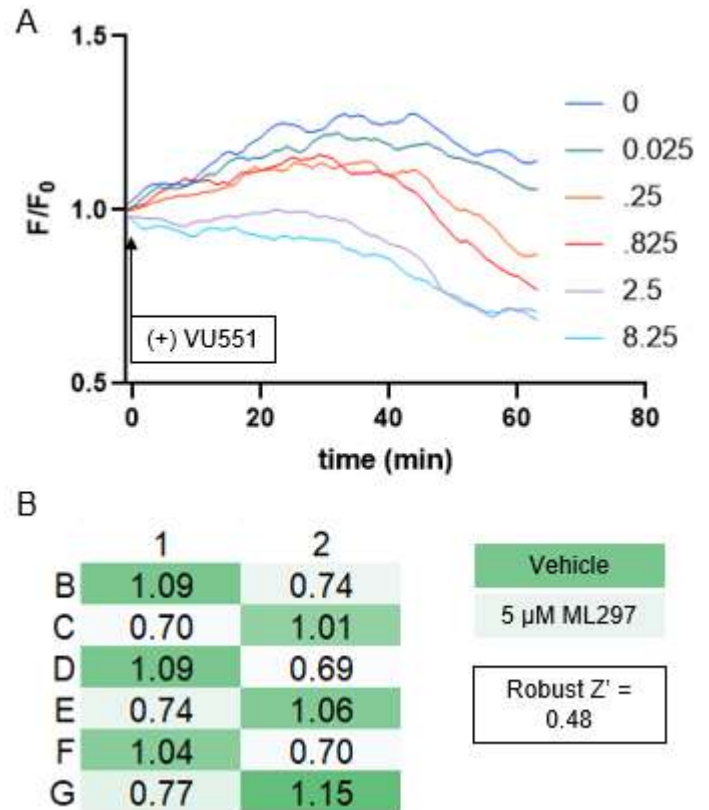 A
1.5
1.0
0.5
F/F0
0
20
40
60
80
time (min)
(+) VU551
0
0.025
.25
.825
2.5
8.25
B
1 2
B 1.09 0.74
C 0.70 1.01
D 1.09 0.69
E 0.74 1.06
F 1.04 0.70
G 0.77 1.15
Vehicle
5 µM ML297
Robust Z' =
0.48